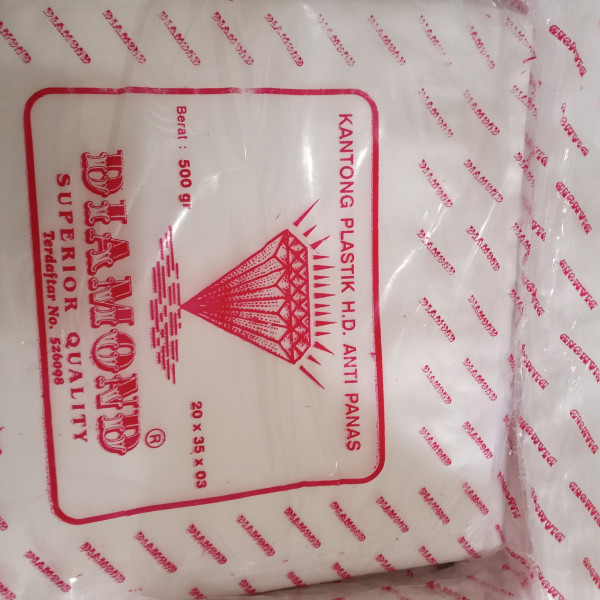 KANTONG PLASTIK H.D. ANTI PANAS
Berat : 500 gr
20 x 35 x 03
DIAMOND ®
SUPERIOR QUALITY
Terdaftar No. 526098